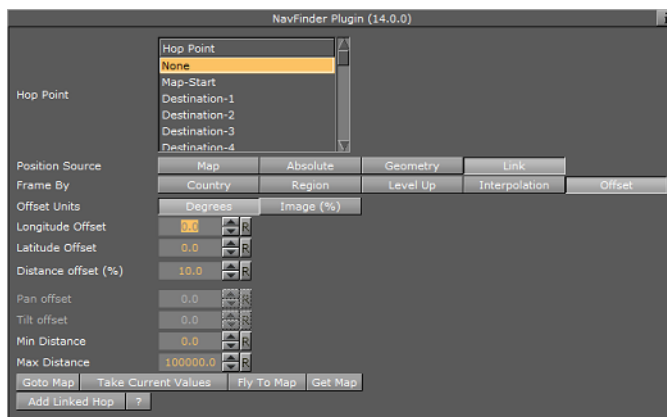 NavFinder Plugin (14.0.0)
i
Hop Point
Hop Point
None
Map-Start
Destination-1
Destination-2
Destination-3
Destination-4
Position Source Map Absolute Geometry Link
Frame By Country Region Level Up Interpolation Offset
Offset Units Degrees Image (%)
Longitude Offset 0.0 R
Latitude Offset 0.0 R
Distance offset (%) 10.0 R
Pan offset 0.0 R
Tilt offset 0.0 R
Min Distance 0.0 R
Max Distance 100000.0 R
Goto Map Take Current Values Fly To Map Get Map
Add Linked Hop ?